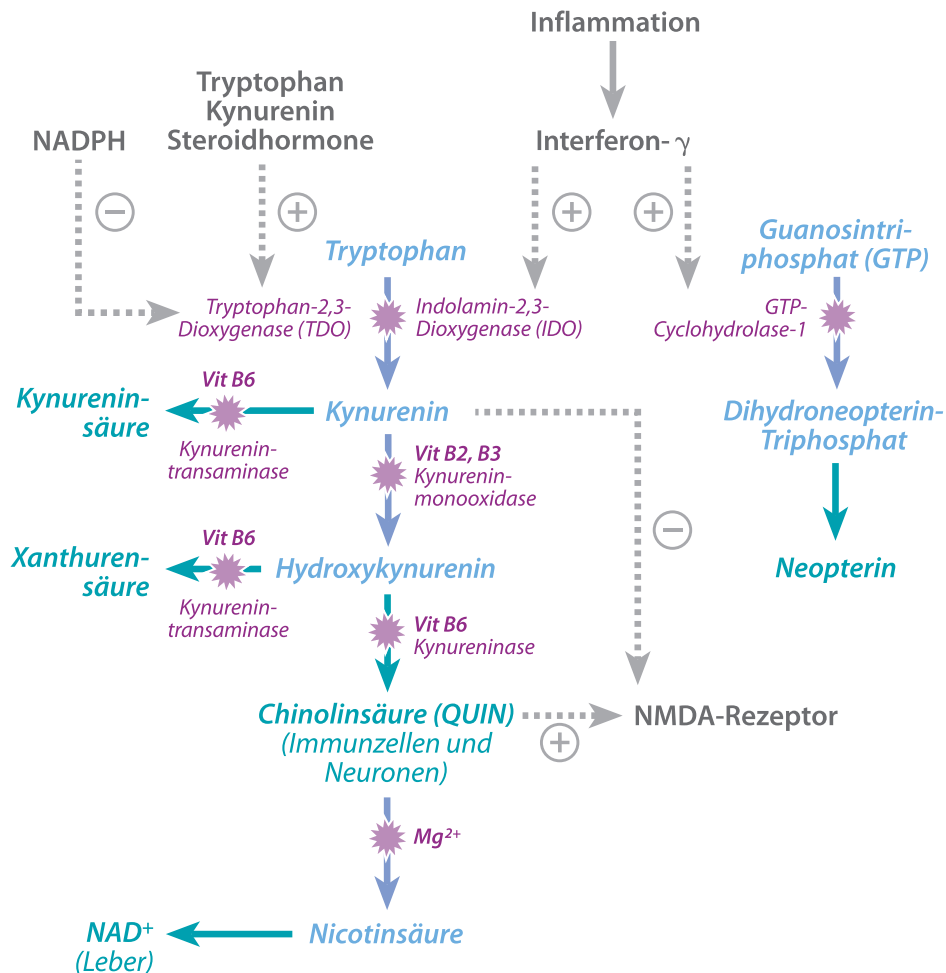 Inflammation
Tryptophan
Kynurenin
Steroidhormone
NADPH
Interferon- γ
−
+
+
+
Tryptophan
Guanosintri-
phosphat (GTP)
Tryptophan-2,3-
Dioxygenase (TDO)
Indolamin-2,3-
Dioxygenase (IDO)
GTP-
Cyclohydrolase-1
Vit B6
Kynurenin-
säure
Kynurenin
Dihydroneopterin-
Triphosphat
Kynurenin-
transaminase
Vit B2, B3
Kynurenin-
monooxidase
−
Vit B6
Xanthuren-
säure
Hydroxykynurenin
Neopterin
Kynurenin-
transaminase
Vit B6
Kynureninase
Chinolinsäure (QUIN)
(Immunzellen und
Neuronen)
+
NMDA-Rezeptor
Mg²⁺
NAD⁺
(Leber)
Nicotinsäure